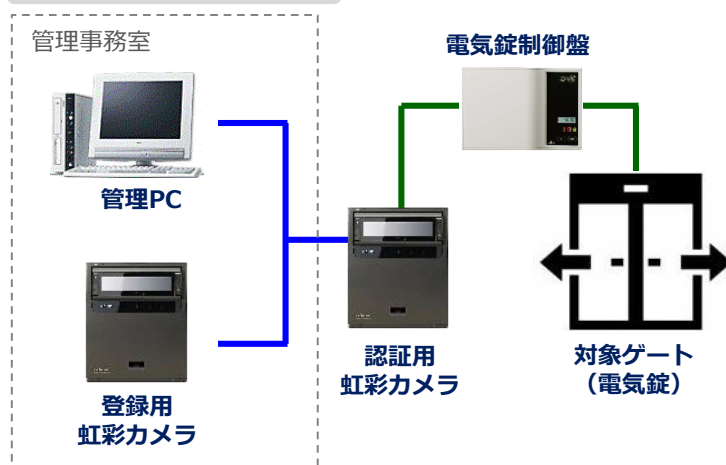 管理事務室
電気錠制御盤
管理PC
認証用
虹彩カメラ
対象ゲート
（電気錠）
登録用
虹彩カメラ